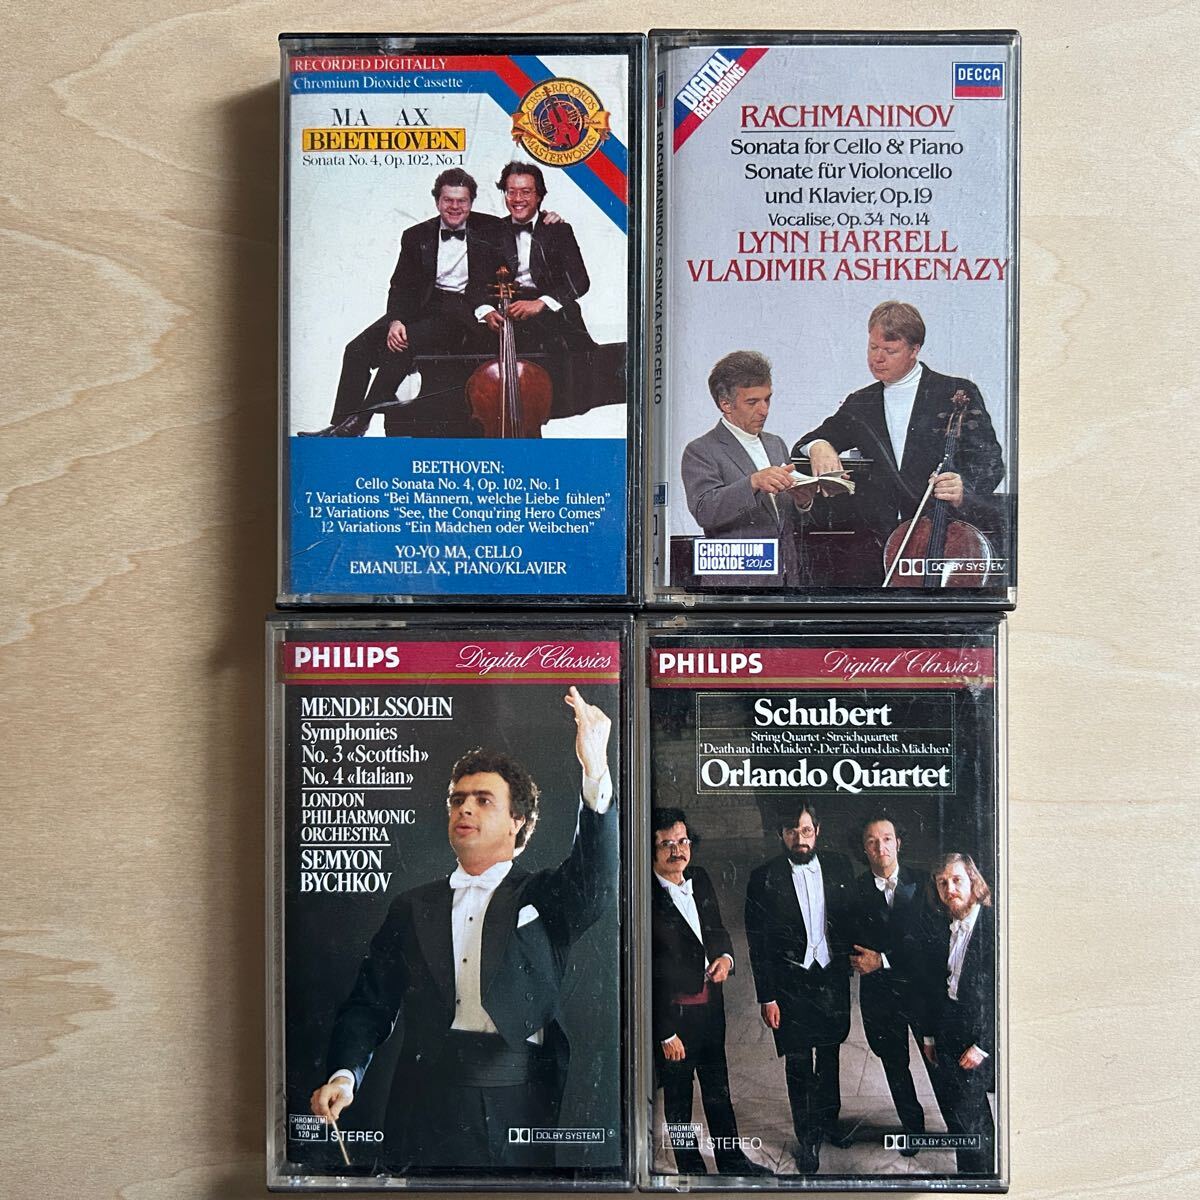 RECORDED DIGITALLY
Chromium Dioxide Cassette
MA AX
BEETHOVEN
Sonata No. 4, Op. 102, No. 1
CBS RECORDS
MASTERWORKS
BEETHOVEN:
Cello Sonata No. 4, Op. 102, No. 1
7 Variations “Bei Männern, welche Liebe fühlen”
12 Variations “See, the Conqu'ring Hero Comes”
12 Variations “Ein Mädchen oder Weibchen”
YO-YO MA, CELLO
EMANUEL AX, PIANO/KLAVIER
DIGITAL
RECORDING
DECCA
RACHMANINOV
Sonata for Cello & Piano
Sonate für Violoncello
und Klavier, Op.19
Vocalise, Op.34 No.14
LYNN HARRELL
VLADIMIR ASHKENAZY
RACHMANINOV · SONATA FOR CELLO
CHROMIUM
DIOXIDE 120µs
DOLBY SYSTEM
PHILIPS Digital Classics
MENDELSSOHN
Symphonies
No. 3 «Scottish»
No. 4 «Italian»
LONDON
PHILHARMONIC
ORCHESTRA
SEMYON
BYCHKOV
CHROMIUM
DIOXIDE
120 µs
STEREO
DOLBY SYSTEM
PHILIPS Digital Classics
Schubert
String Quartet · Streichquartett
'Death and the Maiden' · ,Der Tod und das Mädchen'
Orlando Quartet
CHROMIUM
DIOXIDE
120 µs
STEREO
DOLBY SYSTEM